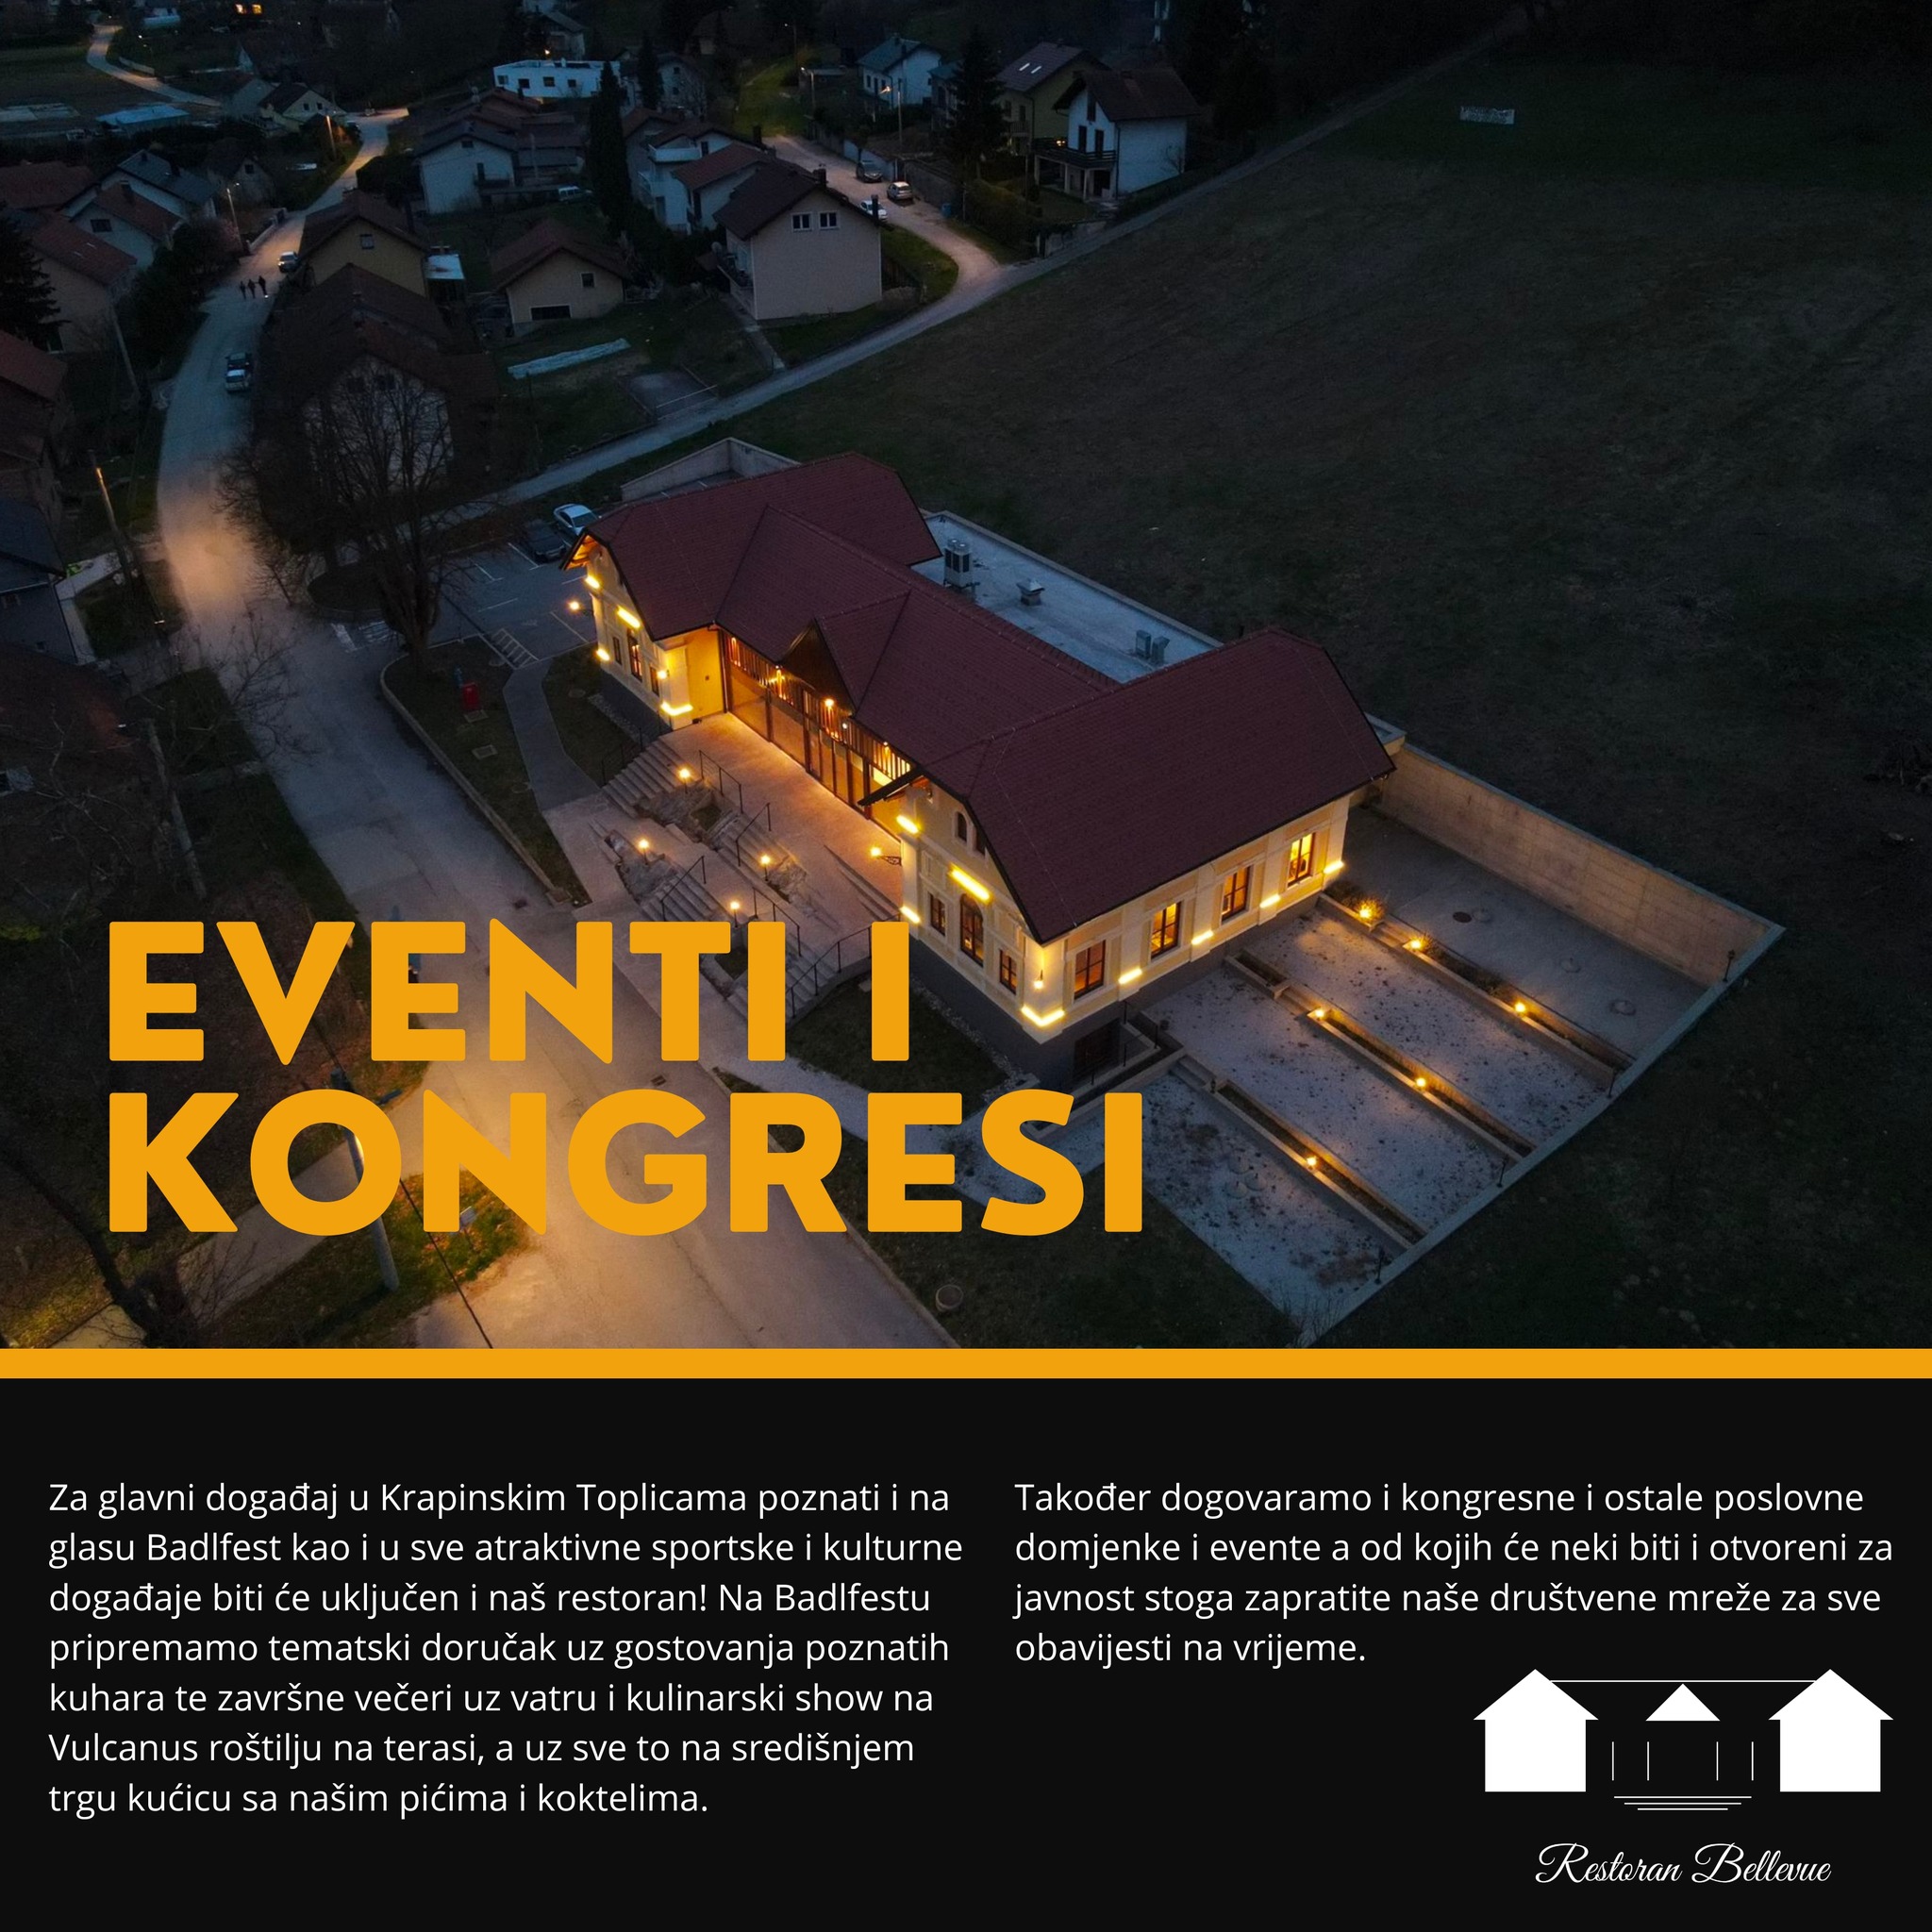 EVENTI I
KONGRESI
Za glavni događaj u Krapinskim Toplicama poznati i na
glasu Badlfest kao i u sve atraktivne sportske i kulturne
događaje biti će uključen i naš restoran! Na Badlfestu
pripremamo tematski doručak uz gostovanja poznatih
kuhara te završne večeri uz vatru i kulinarski show na
Vulcanus roštilju na terasi, a uz sve to na središnjem
trgu kućicu sa našim pićima i koktelima.
Također dogovaramo i kongresne i ostale poslovne
domjenke i evente a od kojih će neki biti i otvoreni za
javnost stoga zapratite naše društvene mreže za sve
obavijesti na vrijeme.
Restoran Bellevue